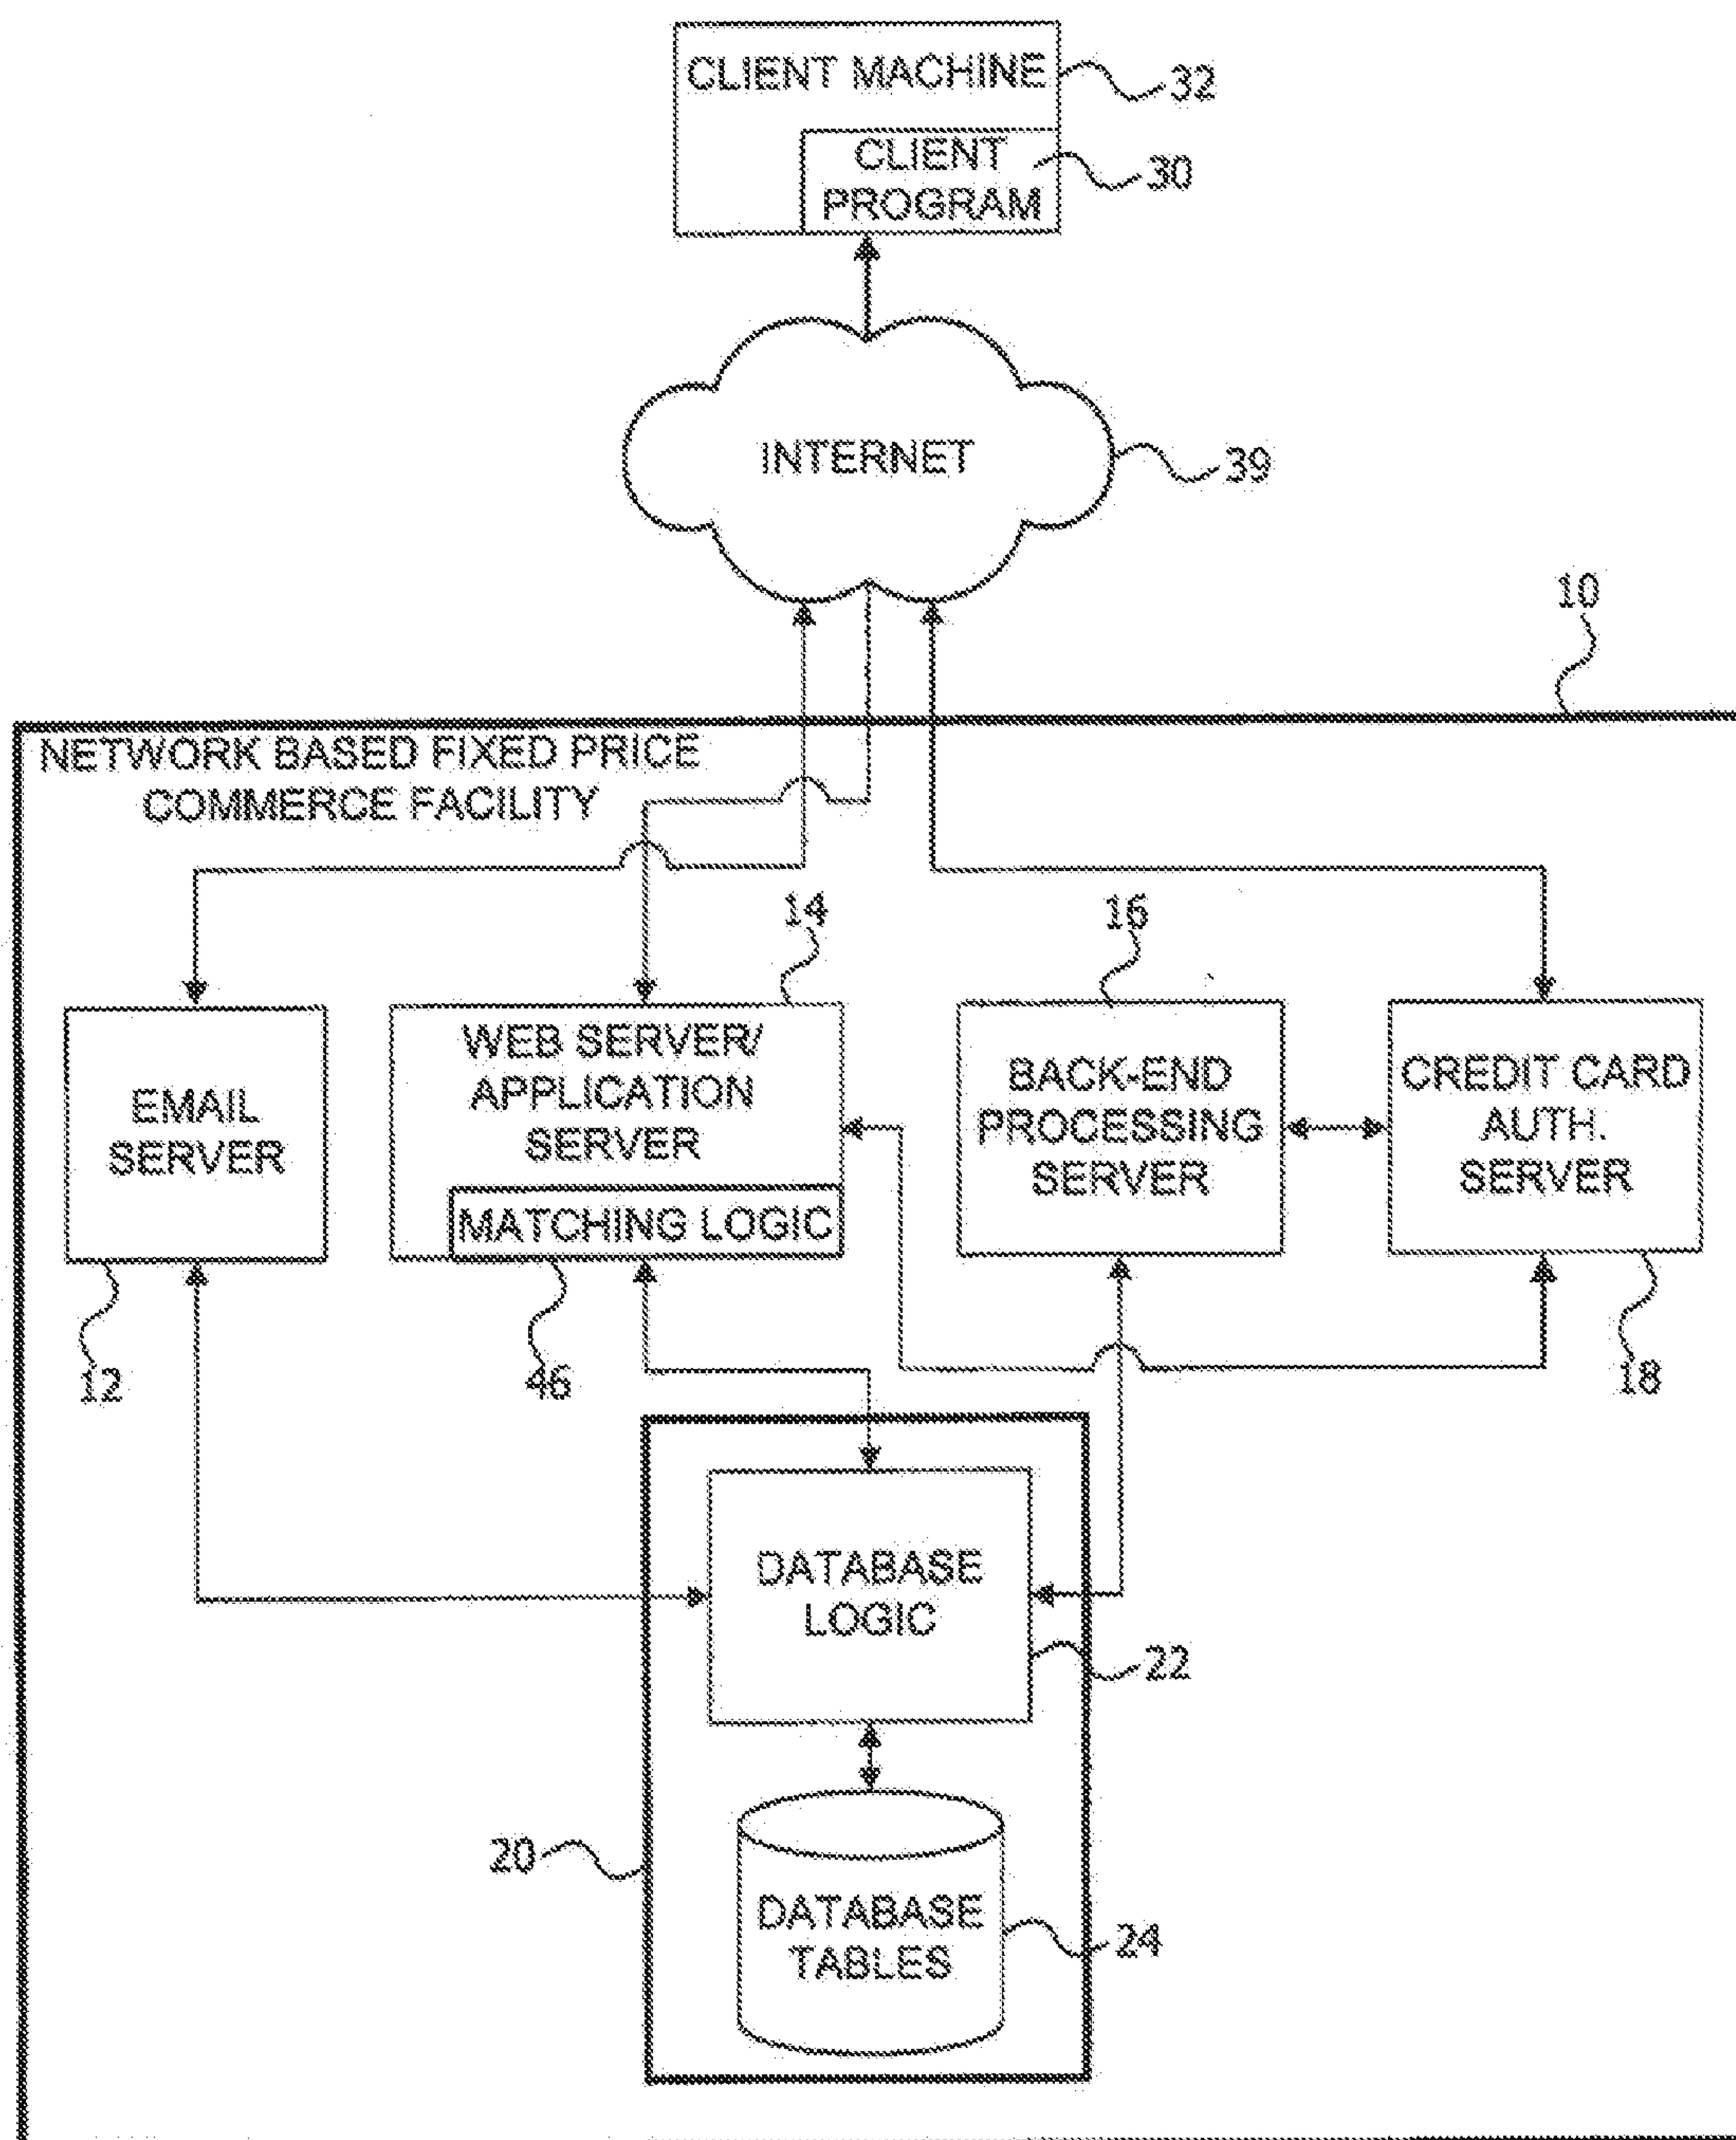 CLIENT MACHINE
32
CLIENT
PROGRAM
30
INTERNET
39
10
NETWORK BASED FIXED PRICE
COMMERCE FACILITY
14
16
EMAIL
SERVER
WEB SERVER/
APPLICATION
SERVER
MATCHING LOGIC
BACK-END
PROCESSING
SERVER
CREDIT CARD
AUTH.
SERVER
12
46
18
DATABASE
LOGIC
22
20
DATABASE
TABLES
24